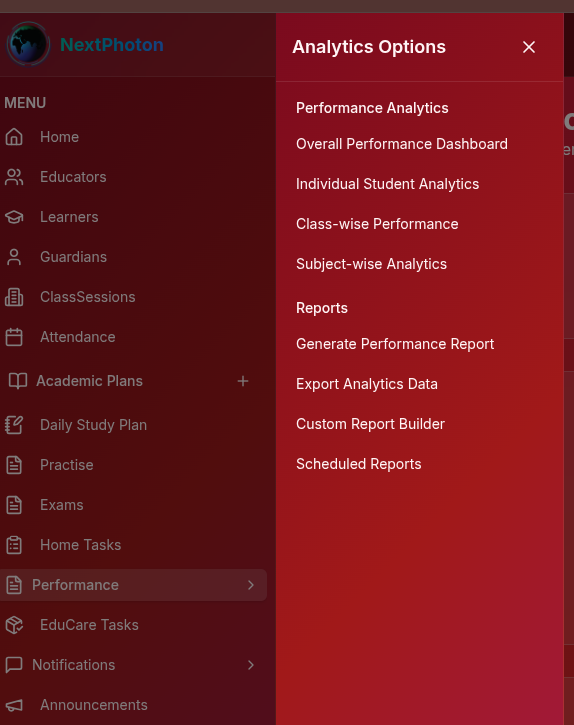 NextPhoton
MENU
Home
Educators
Learners
Guardians
ClassSessions
Attendance
Academic Plans
Daily Study Plan
Practise
Exams
Home Tasks
Performance
EduCare Tasks
Notifications
Announcements
Analytics Options
Performance Analytics
Overall Performance Dashboard
Individual Student Analytics
Class-wise Performance
Subject-wise Analytics
Reports
Generate Performance Report
Export Analytics Data
Custom Report Builder
Scheduled Reports